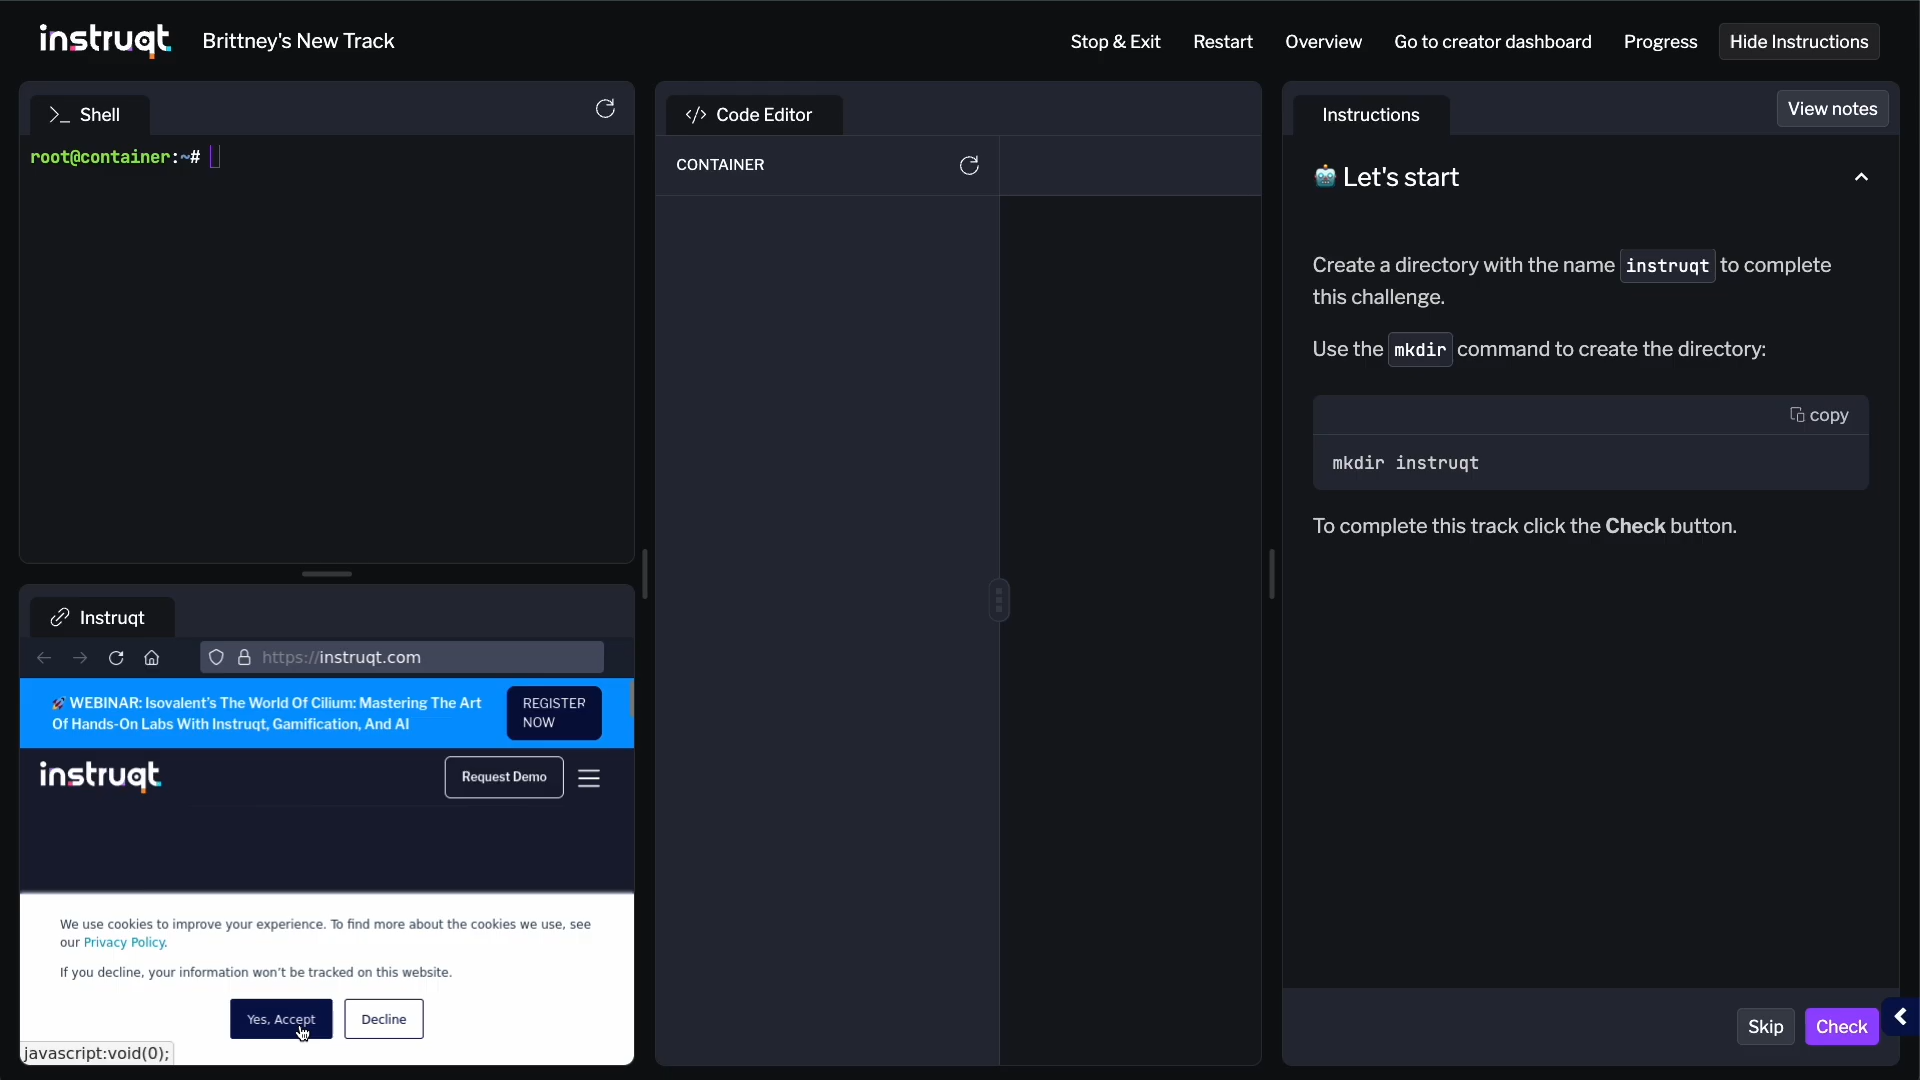 instruqt
Brittney's New Track
Stop & Exit
Restart
Overview
Go to creator dashboard
Progress
Hide Instructions
>_ Shell
root@container:~#
Instruqt
https://instruqt.com
🚀 WEBINAR: Isovalent's The World Of Cilium: Mastering The Art
Of Hands-On Labs With Instruqt, Gamification, And AI
REGISTER
NOW
instruqt
Request Demo
We use cookies to improve your experience. To find more about the cookies we use, see
our Privacy Policy.
If you decline, your information won't be tracked on this website.
Yes, Accept
Decline
javascript:void(0);
</> Code Editor
CONTAINER
Instructions
View notes
🤖 Let's start
Create a directory with the name instruqt to complete
this challenge.
Use the mkdir command to create the directory:
copy
mkdir instruqt
To complete this track click the Check button.
Skip
Check